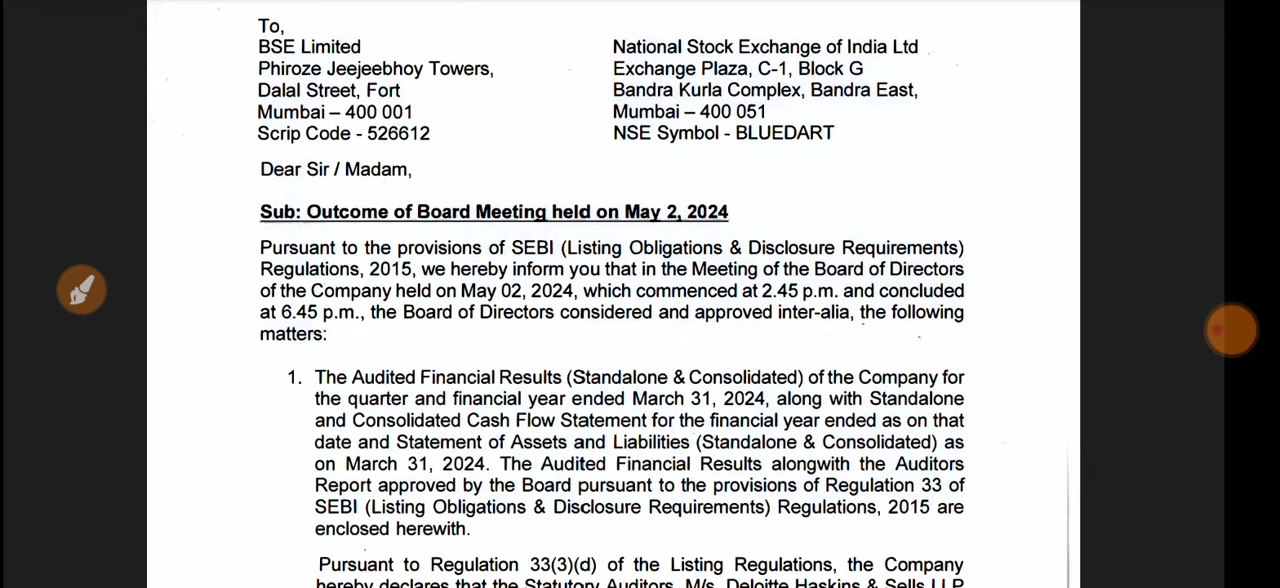 To,
BSE Limited
Phiroze Jeejeebhoy Towers,
Dalal Street, Fort
Mumbai – 400 001
Scrip Code - 526612
National Stock Exchange of India Ltd
Exchange Plaza, C-1, Block G
Bandra Kurla Complex, Bandra East,
Mumbai – 400 051
NSE Symbol - BLUEDART
Dear Sir / Madam,
Sub: Outcome of Board Meeting held on May 2, 2024
Pursuant to the provisions of SEBI (Listing Obligations & Disclosure Requirements)
Regulations, 2015, we hereby inform you that in the Meeting of the Board of Directors
of the Company held on May 02, 2024, which commenced at 2.45 p.m. and concluded
at 6.45 p.m., the Board of Directors considered and approved inter-alia, the following
matters:
1. The Audited Financial Results (Standalone & Consolidated) of the Company for
the quarter and financial year ended March 31, 2024, along with Standalone
and Consolidated Cash Flow Statement for the financial year ended as on that
date and Statement of Assets and Liabilities (Standalone & Consolidated) as
on March 31, 2024. The Audited Financial Results alongwith the Auditors
Report approved by the Board pursuant to the provisions of Regulation 33 of
SEBI (Listing Obligations & Disclosure Requirements) Regulations, 2015 are
enclosed herewith.
Pursuant to Regulation 33(3)(d) of the Listing Regulations, the Company
hereby declares that the Statutory Auditors, M/s. Deloitte Haskins & Sells LLP